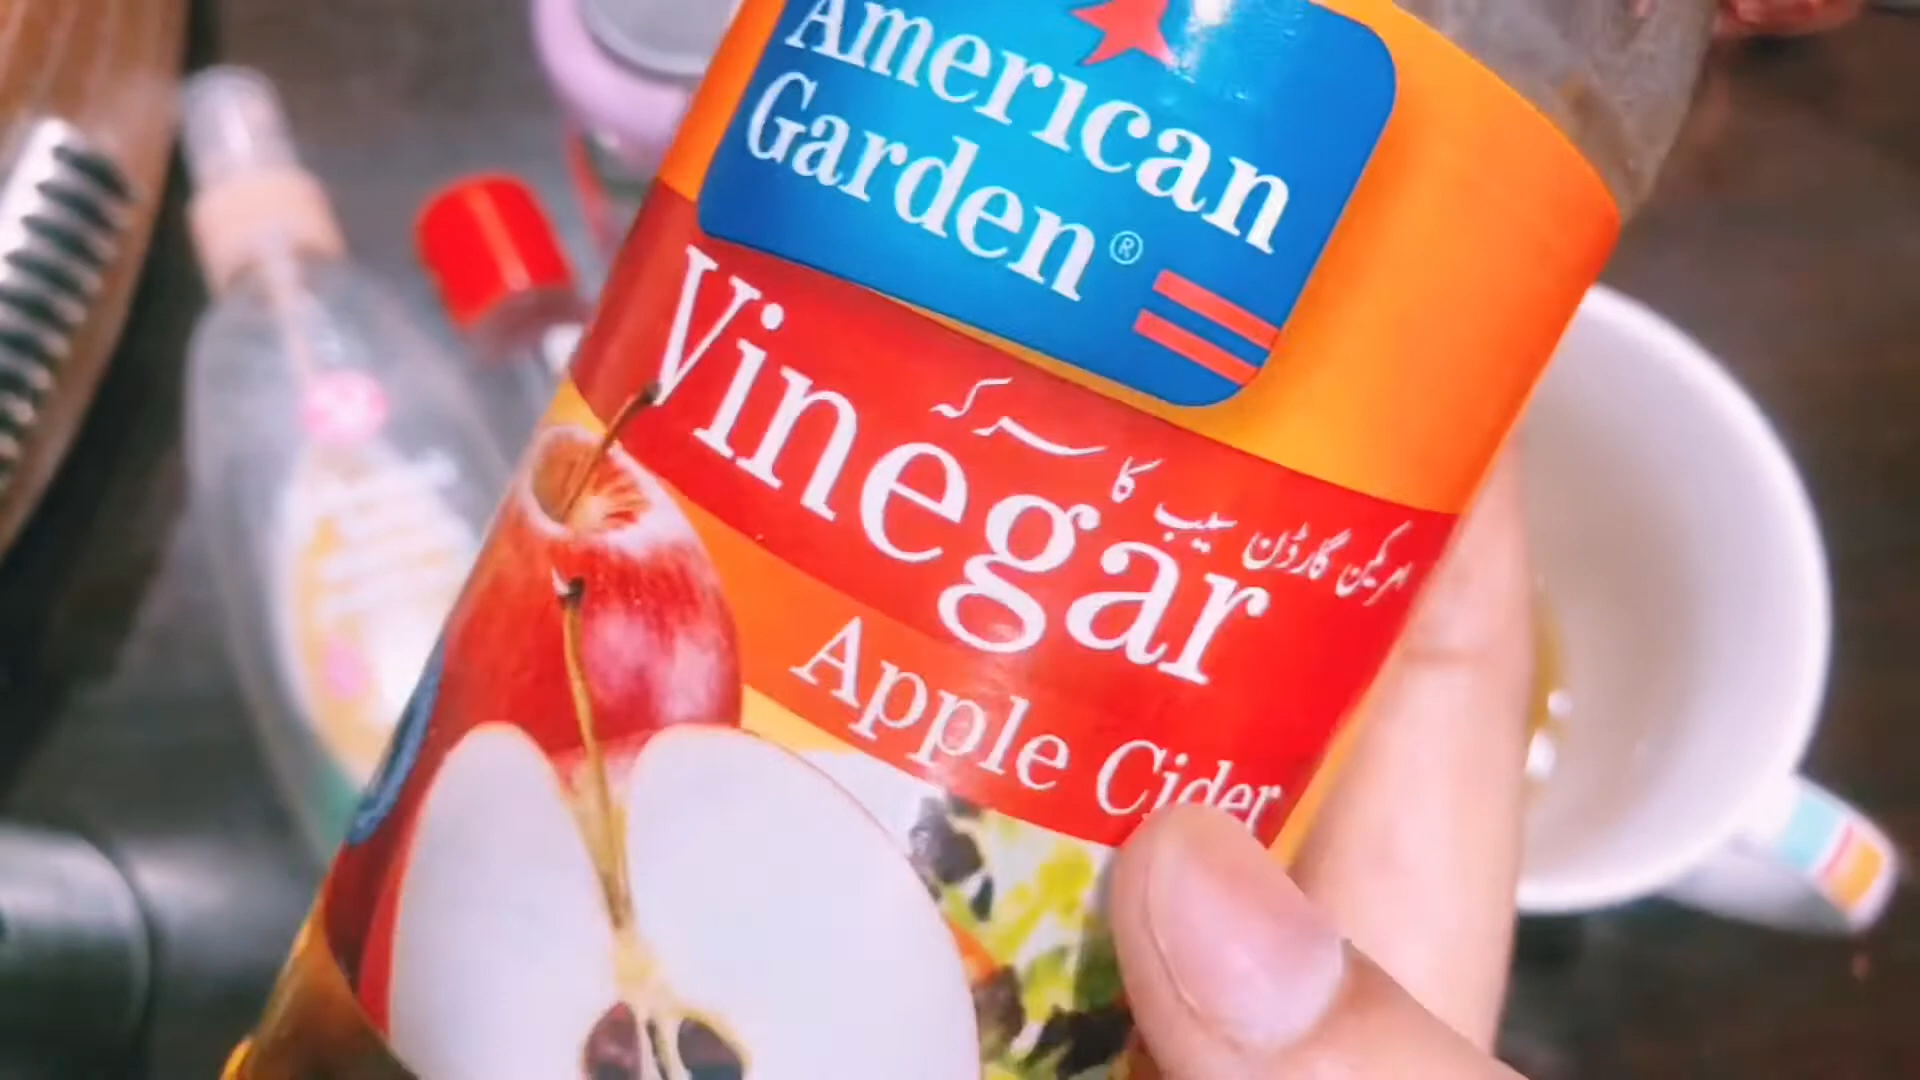 American
Garden®
Vinegar
امریکن گارڈن سیب کا سرکہ
Apple Cider